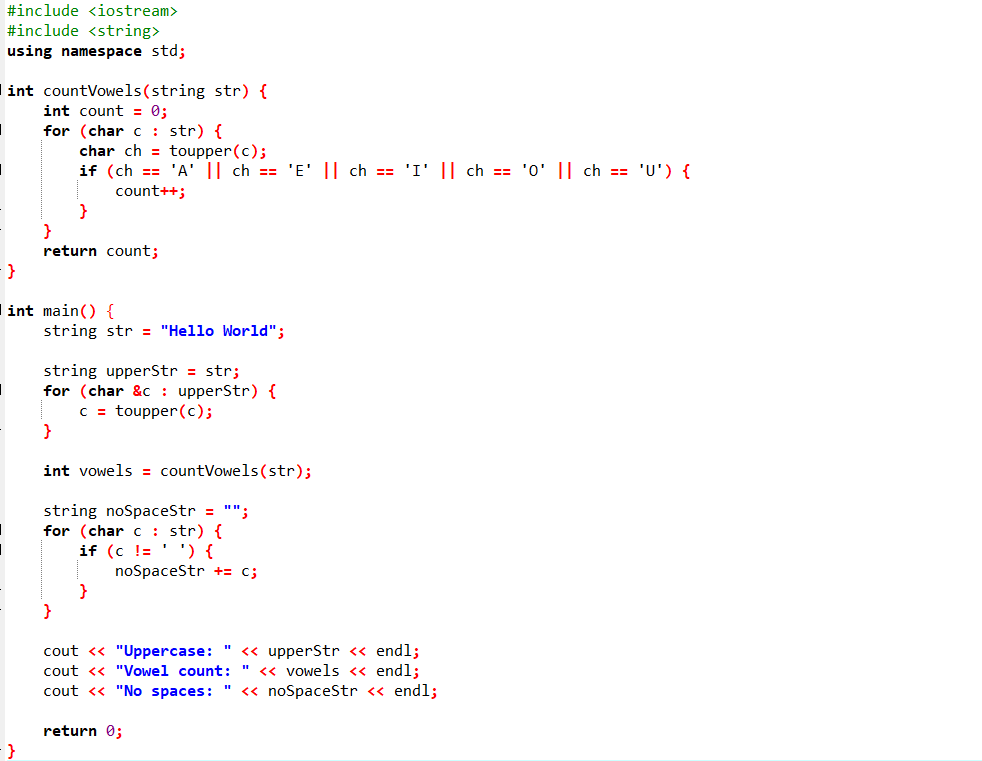 #include <iostream>
#include <string>
using namespace std;

int countVowels(string str) {
    int count = 0;
    for (char c : str) {
        char ch = toupper(c);
        if (ch == 'A' || ch == 'E' || ch == 'I' || ch == 'O' || ch == 'U') {
            count++;
        }
    }
    return count;
}

int main() {
    string str = "Hello World";

    string upperStr = str;
    for (char &c : upperStr) {
        c = toupper(c);
    }

    int vowels = countVowels(str);

    string noSpaceStr = "";
    for (char c : str) {
        if (c != ' ') {
            noSpaceStr += c;
        }
    }

    cout << "Uppercase: " << upperStr << endl;
    cout << "Vowel count: " << vowels << endl;
    cout << "No spaces: " << noSpaceStr << endl;

    return 0;
}